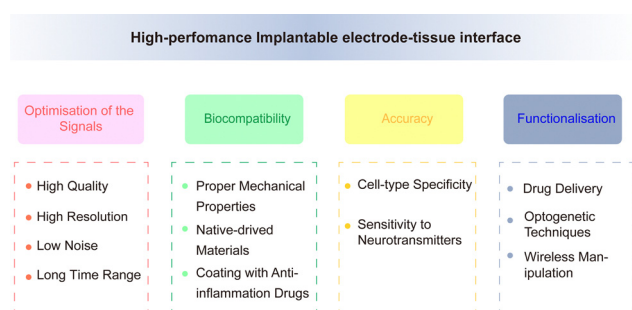 High-perfomance Implantable electrode-tissue interface
Optimisation of the
Signals
High Quality
High Resolution
Low Noise
Long Time Range
Biocompatibility
Proper Mechanical
Properties
Native-drived
Materials
Coating with Anti-
inflammation Drugs
Accuracy
Cell-type Specificity
Sensitivity to
Neurotransmitters
Functionalisation
Drug Delivery
Optogenetic
Techniques
Wireless Man-
ipulation